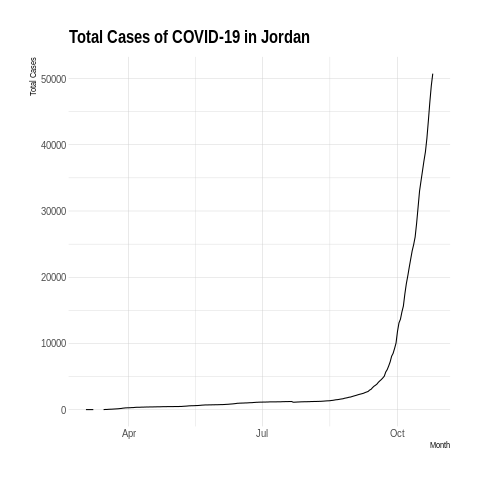 Total Cases of COVID-19 in Jordan
Total Cases
50000
40000
30000
20000
10000
0
Apr
Jul
Oct
Month